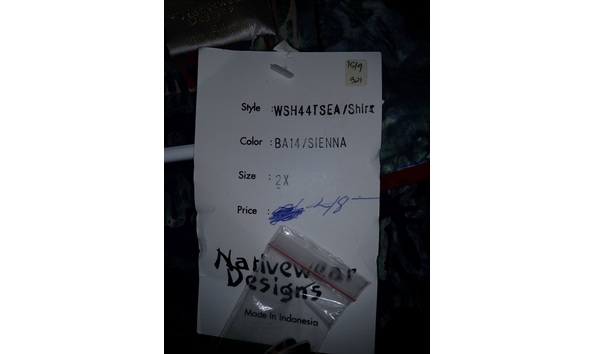 Style : WSH44TSEA/Shirt
Color : BA14/SIENNA
Size : 2X
Price :
Nativewear
Designs
Made In Indonesia